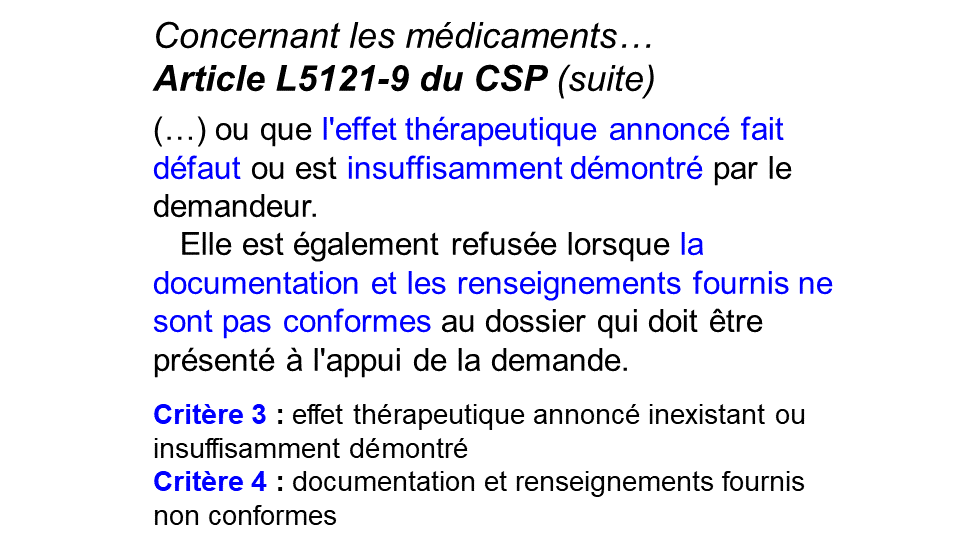 Concernant les médicaments…
Article L5121-9 du CSP (suite)
(…) ou que l'effet thérapeutique annoncé fait
défaut ou est insuffisamment démontré par le
demandeur.
Elle est également refusée lorsque la
documentation et les renseignements fournis ne
sont pas conformes au dossier qui doit être
présenté à l'appui de la demande.
Critère 3 : effet thérapeutique annoncé inexistant ou
insuffisamment démontré
Critère 4 : documentation et renseignements fournis
non conformes